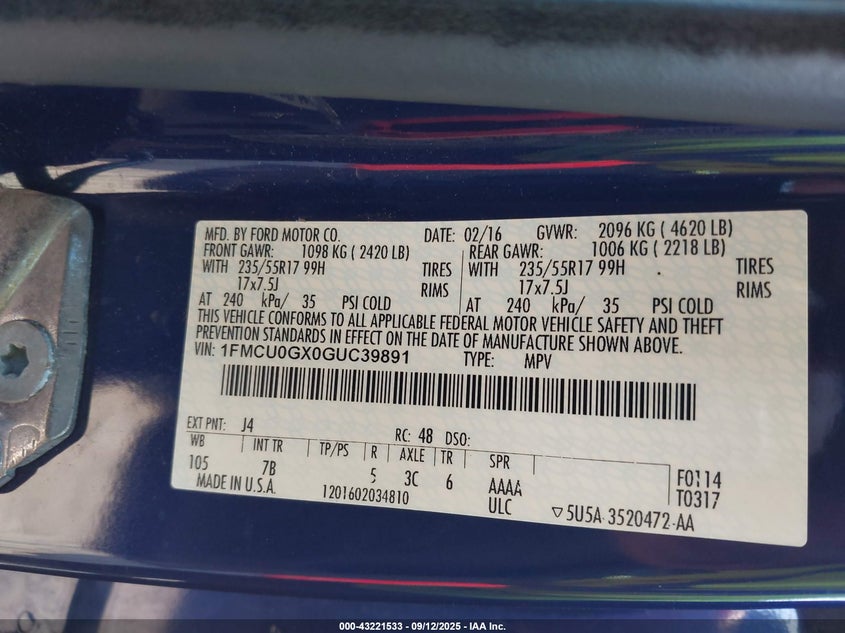 MFD. BY FORD MOTOR CO. DATE: 02/16 GVWR: 2096 KG ( 4620 LB)
FRONT GAWR: 1098 KG ( 2420 LB) REAR GAWR: 1006 KG ( 2218 LB)
WITH 235/55R17 99H TIRES WITH 235/55R17 99H TIRES
17x7.5J RIMS 17x7.5J RIMS
AT 240 kPa/ 35 PSI COLD AT 240 kPa/ 35 PSI COLD
THIS VEHICLE CONFORMS TO ALL APPLICABLE FEDERAL MOTOR VEHICLE SAFETY AND THEFT
PREVENTION STANDARDS IN EFFECT ON THE DATE OF MANUFACTURE SHOWN ABOVE.
VIN: 1FMCU0GX0GUC39891 TYPE: MPV
EXT PNT: J4 RC: 48 DSO:
WB INT TR TP/PS R AXLE TR SPR
105 7B 5 3C 6 AAAA F0114
MADE IN U.S.A. 1201602034810 ULC T0317
▽5U5A-3520472-AA
000-43221533 - 09/12/2025 - IAA Inc.